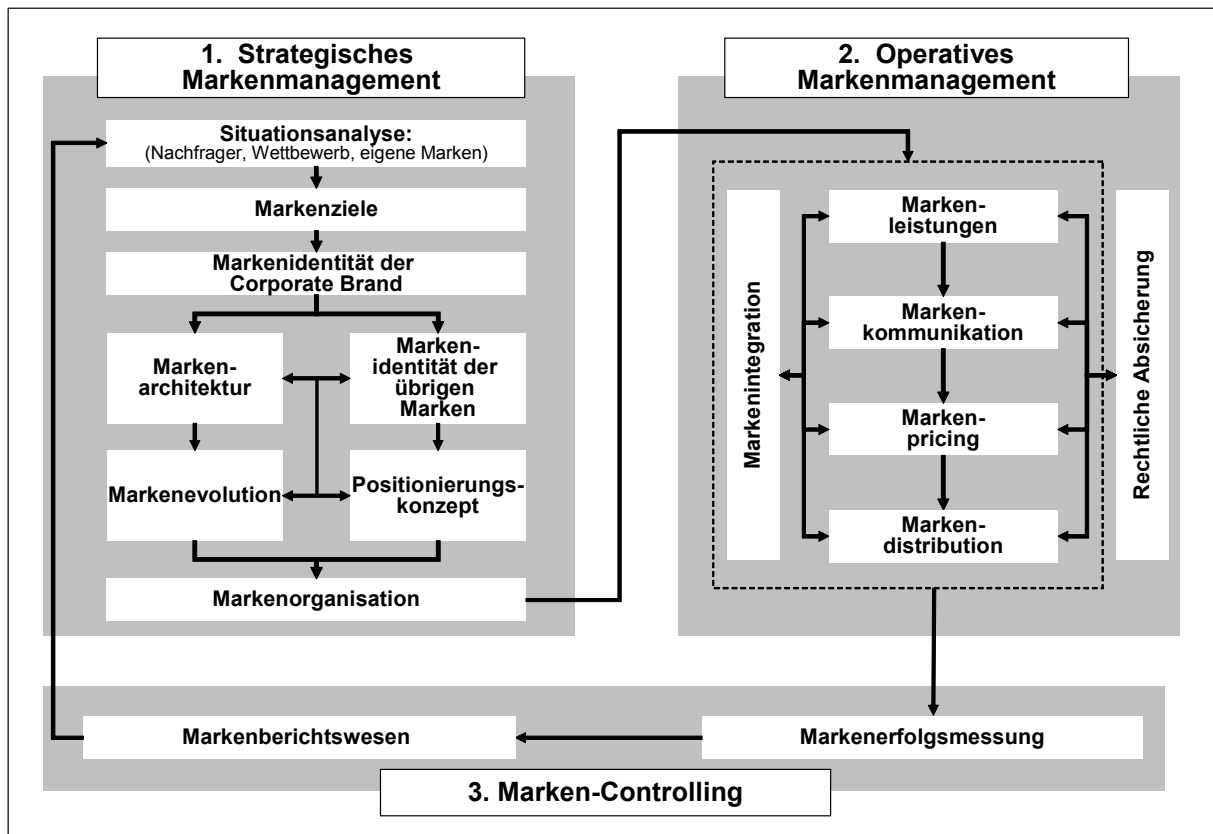 1. Strategisches
Markenmanagement
Situationsanalyse:
(Nachfrager, Wettbewerb, eigene Marken)
Markenziele
Markenidentität der
Corporate Brand
Marken-
architektur
Marken-
identität der
übrigen
Marken
Markenevolution
Positionierungs-
konzept
Markenorganisation
2. Operatives
Markenmanagement
Markenintegration
Marken-
leistungen
Marken-
kommunikation
Marken-
pricing
Marken-
distribution
Rechtliche Absicherung
Markenberichtswesen
Markenerfolgsmessung
3. Marken-Controlling